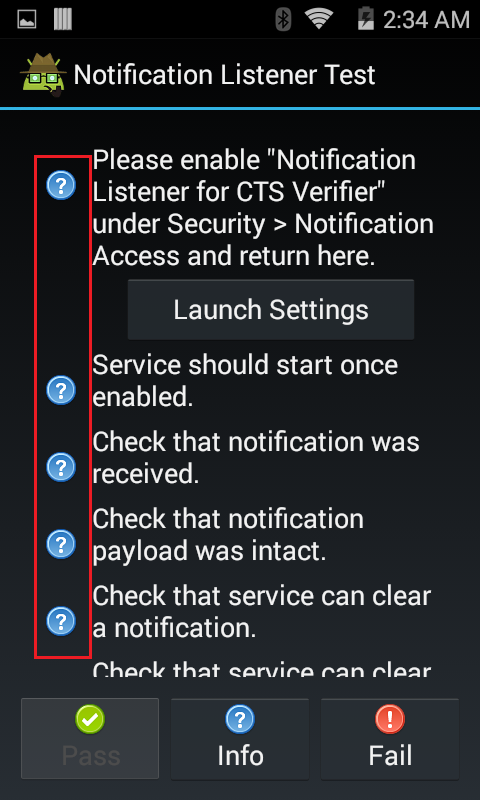 2:34 AM
Notification Listener Test
Please enable "Notification
Listener for CTS Verifier"
under Security > Notification
Access and return here.
Launch Settings
Service should start once
enabled.
Check that notification was
received.
Check that notification
payload was intact.
Check that service can clear
a notification.
Check that service can clear
Pass
Info
Fail